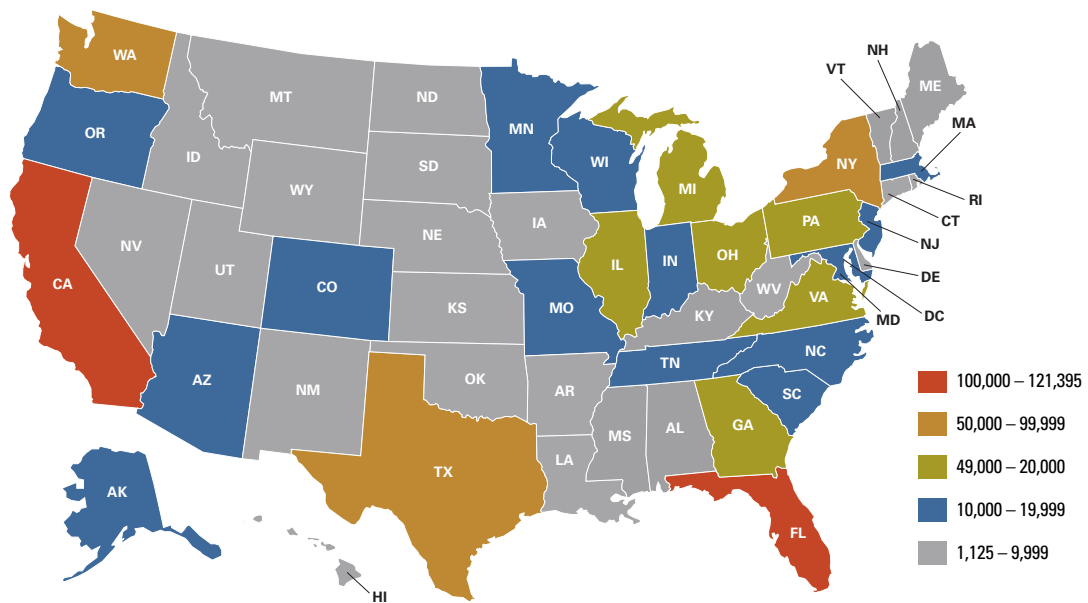 WA
MT
ND
MN
VT
NH
ME
OR
ID
SD
WI
MI
NY
MA
WY
RI
CT
NV
UT
NE
IA
PA
NJ
CA
CO
IL
IN
OH
DE
KS
MO
WV
VA
KY
MD
DC
AZ
NM
OK
TN
NC
AR
SC
MS
AL
GA
LA
TX
AK
FL
HI
100,000 – 121,395
50,000 – 99,999
49,000 – 20,000
10,000 – 19,999
1,125 – 9,999